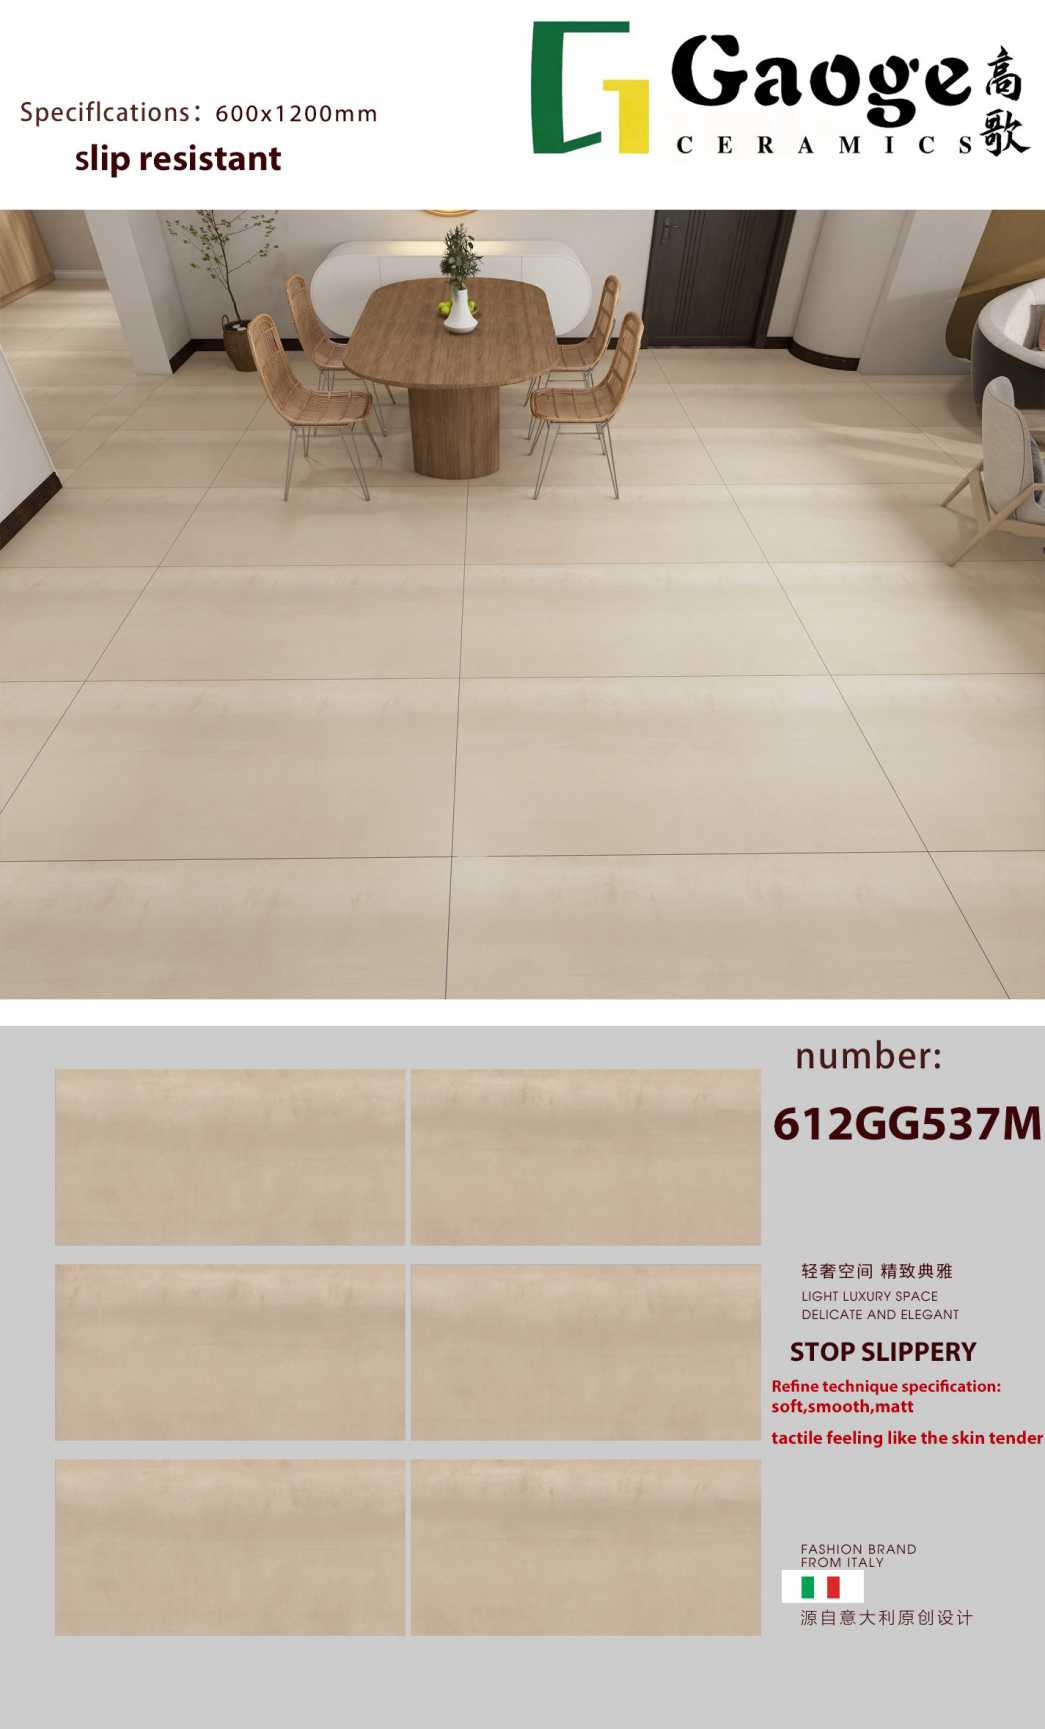 Speciflcations：600x1200mm
slip resistant
Gaoge
CERAMICS
高歌
number:
612GG537M
轻奢空间 精致典雅
LIGHT LUXURY SPACE
DELICATE AND ELEGANT
STOP SLIPPERY
Refine technique specification:
soft,smooth,matt
tactile feeling like the skin tender
FASHION BRAND
FROM ITALY
源自意大利原创设计